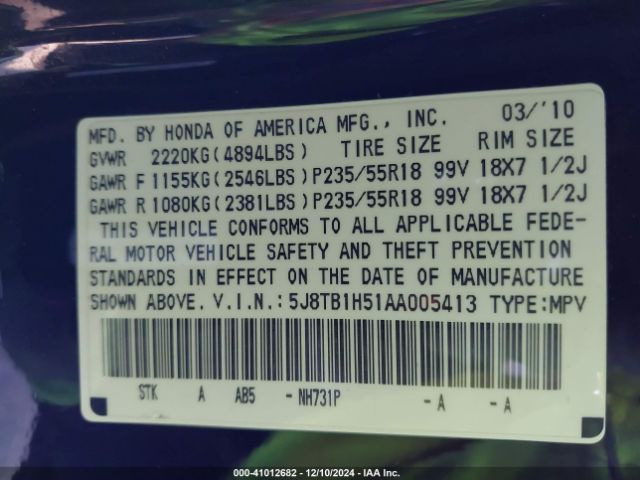 MFD. BY HONDA OF AMERICA MFG., INC. 03/'10
GVWR 2220KG(4894LBS) TIRE SIZE RIM SIZE
GAWR F 1155KG(2546LBS)P235/55R18 99V 18X7 1/2J
GAWR R 1080KG(2381LBS)P235/55R18 99V 18X7 1/2J
THIS VEHICLE CONFORMS TO ALL APPLICABLE FEDE-
RAL MOTOR VEHICLE SAFETY AND THEFT PREVENTION
STANDARDS IN EFFECT ON THE DATE OF MANUFACTURE
SHOWN ABOVE. V.I.N.:5J8TB1H51AA005413 TYPE:MPV
STK A AB5 - NH731P - A - A
000-41012682 - 12/10/2024 - IAA Inc.